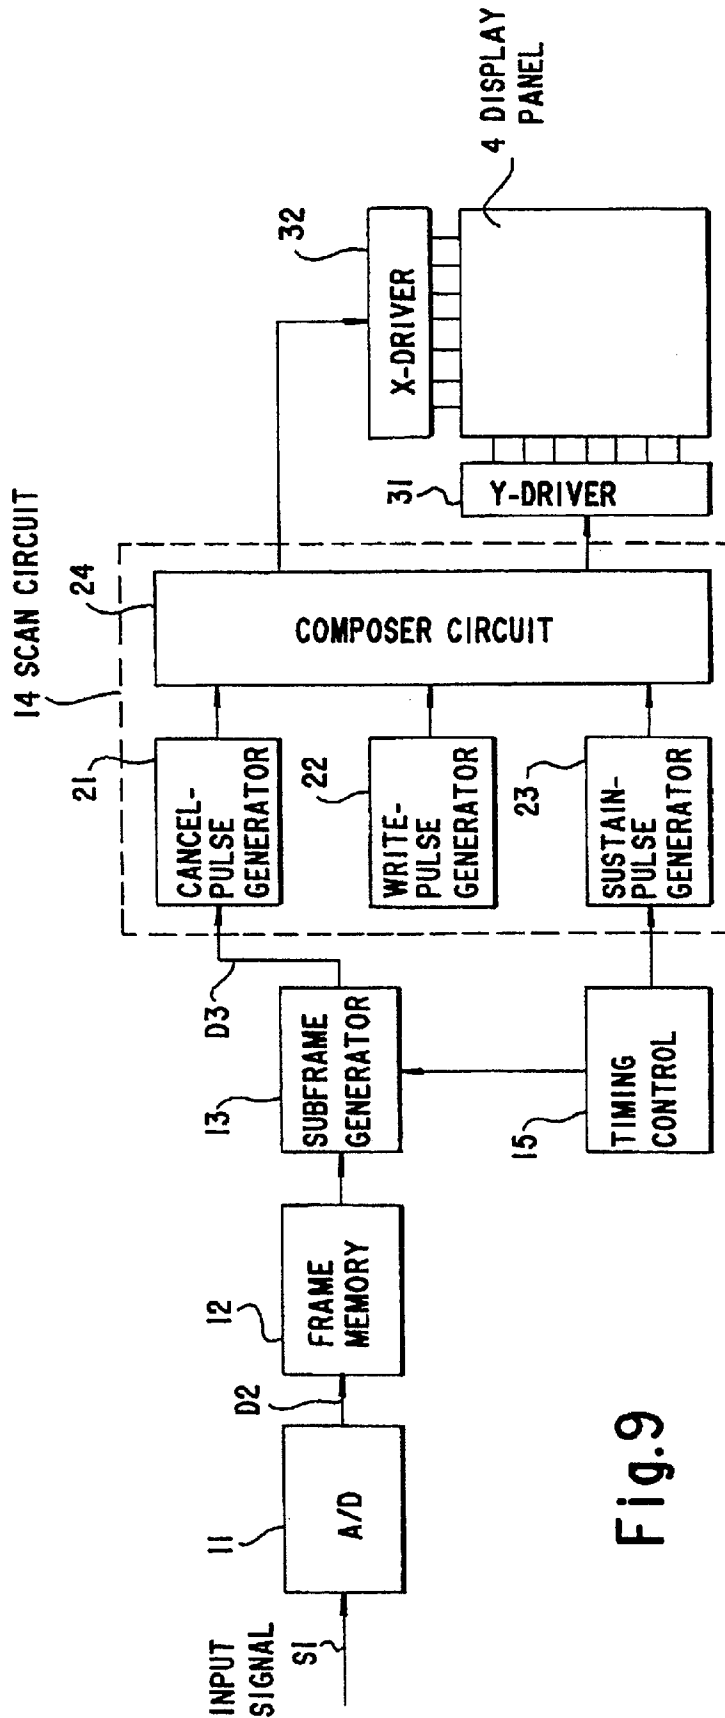 INPUT
SIGNAL
S1
11
A/D
D2
12
FRAME
MEMORY
13
SUBFRAME
GENERATOR
D3
15
TIMING
CONTROL
14 SCAN CIRCUIT
21
CANCEL-
PULSE
GENERATOR
22
WRITE-
PULSE
GENERATOR
23
SUSTAIN-
PULSE
GENERATOR
24
COMPOSER CIRCUIT
31
Y-DRIVER
32
X-DRIVER
4 DISPLAY
PANEL
Fig.9